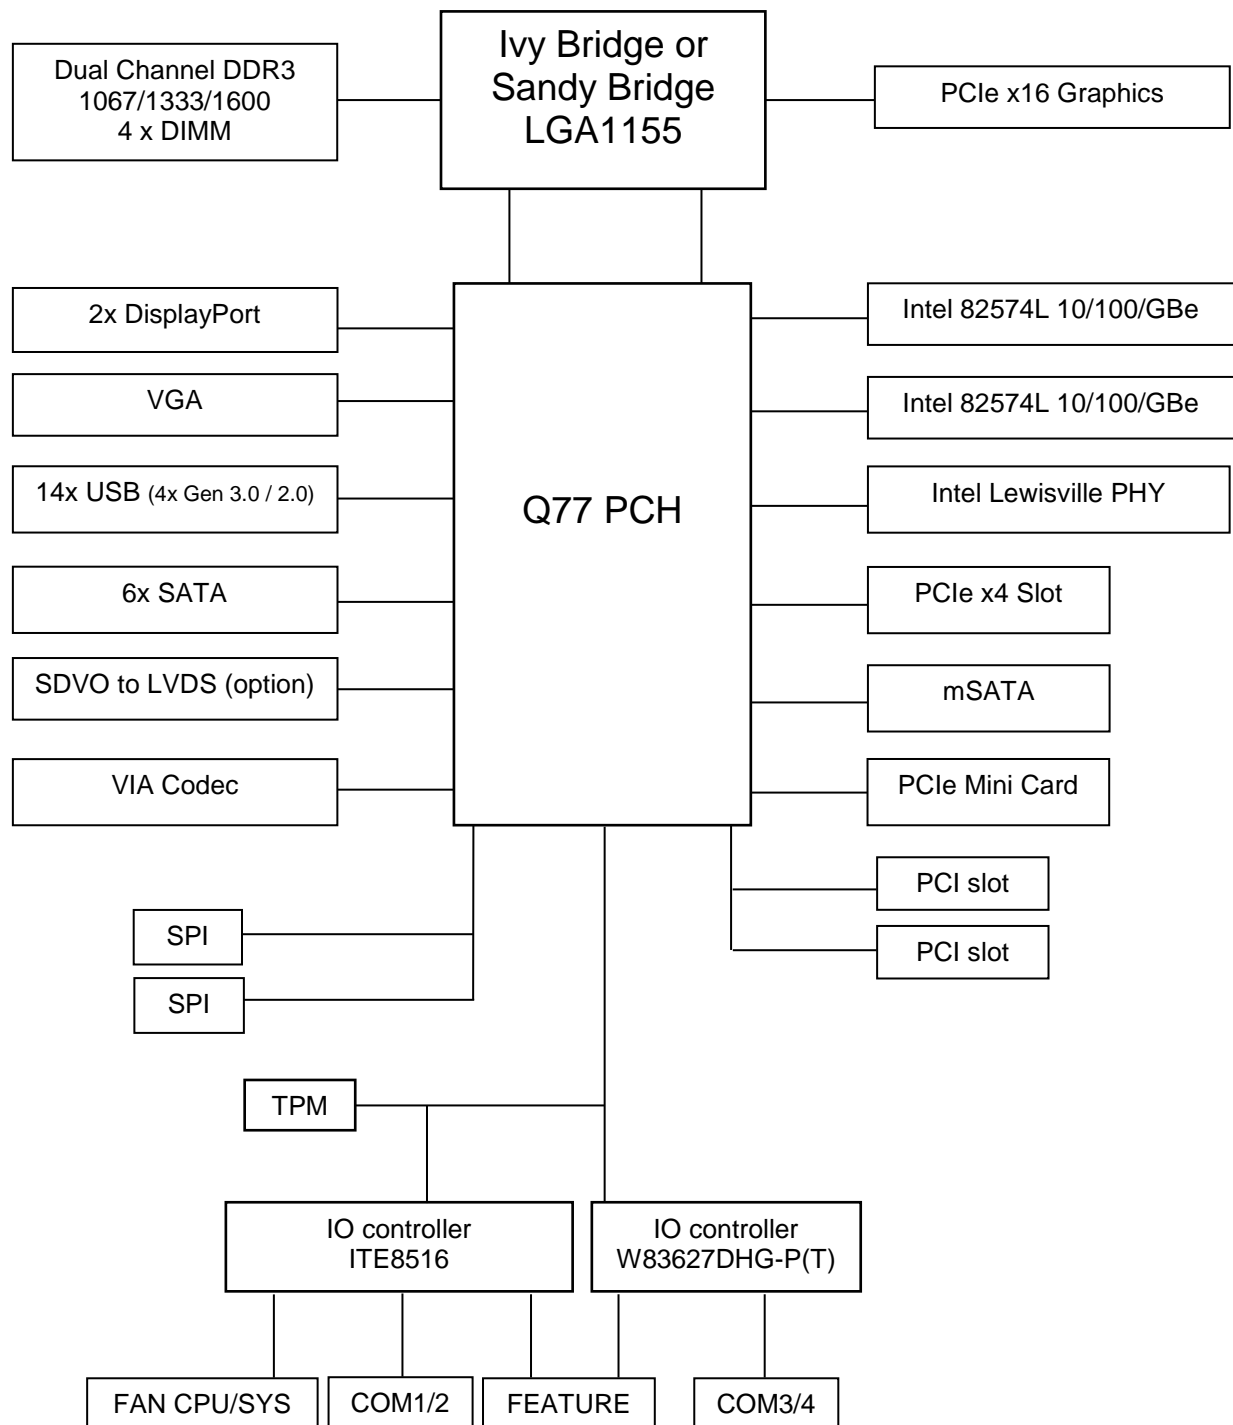 Ivy Bridge or
Sandy Bridge
LGA1155
Dual Channel DDR3
1067/1333/1600
4 x DIMM
PCIe x16 Graphics
2x DisplayPort
VGA
14x USB (4x Gen 3.0 / 2.0)
6x SATA
SDVO to LVDS (option)
VIA Codec
Q77 PCH
Intel 82574L 10/100/GBe
Intel 82574L 10/100/GBe
Intel Lewisville PHY
PCIe x4 Slot
mSATA
PCIe Mini Card
PCI slot
PCI slot
SPI
SPI
TPM
IO controller
ITE8516
IO controller
W83627DHG-P(T)
FAN CPU/SYS
COM1/2
FEATURE
COM3/4